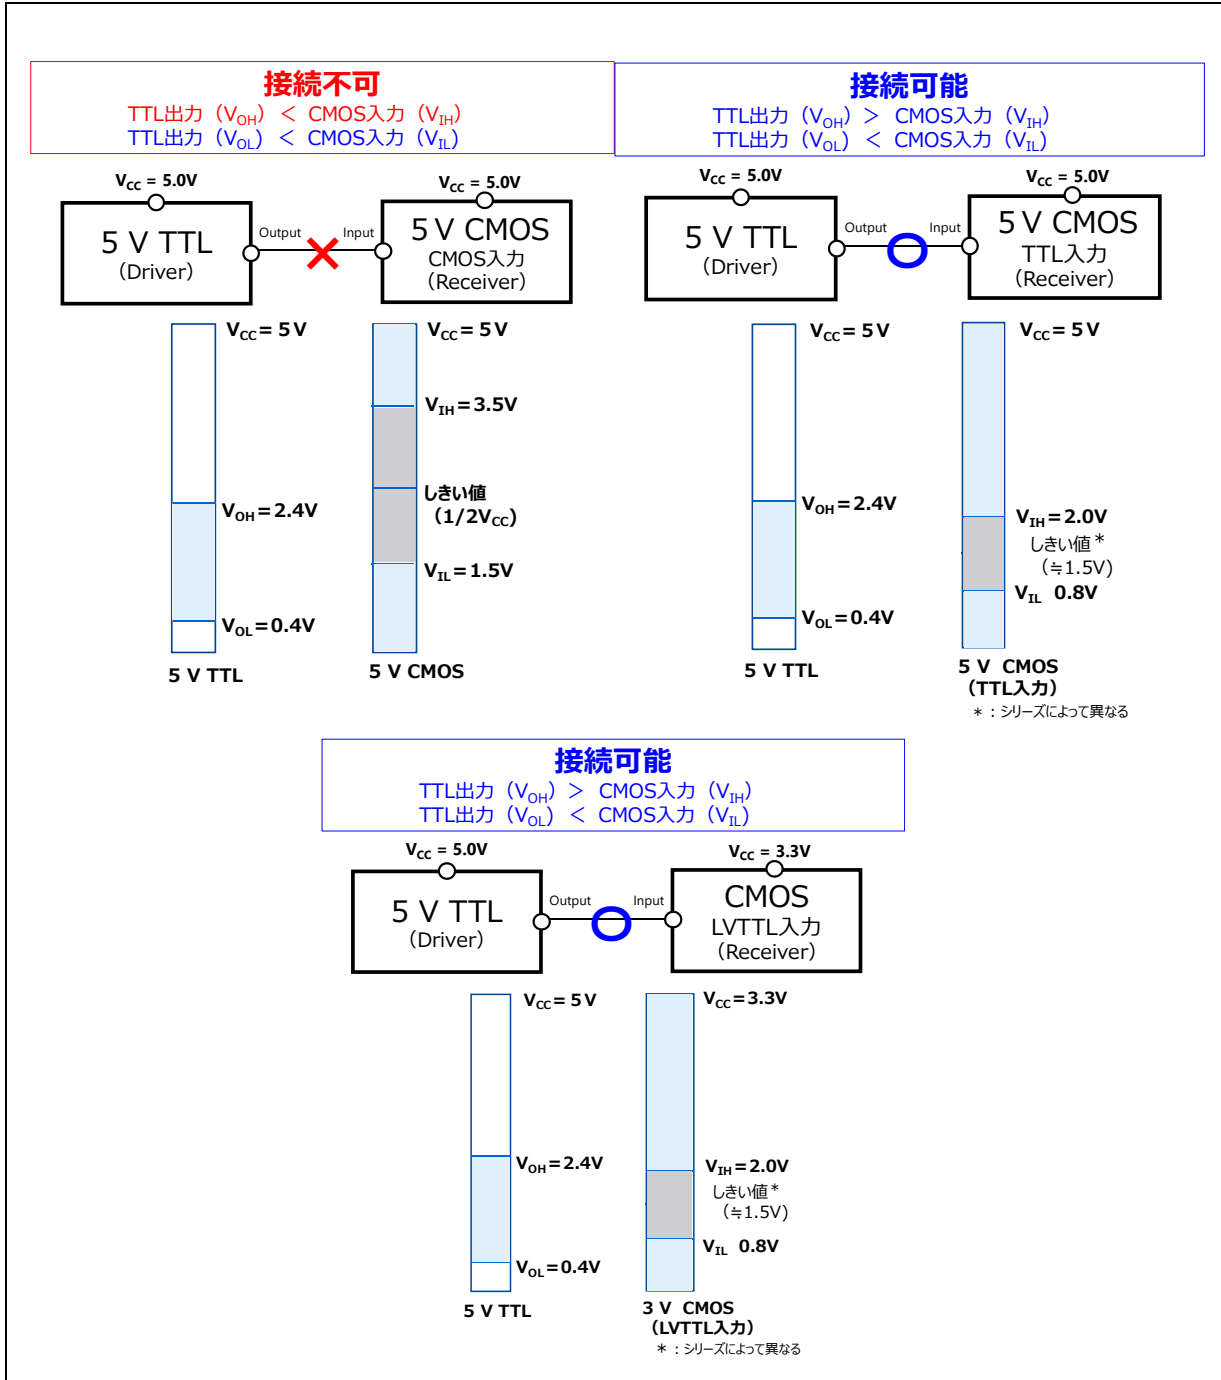 接続不可
TTL出力（VOH）＜ CMOS入力（VIH）
TTL出力（VOL）＜ CMOS入力（VIL）
VCC = 5.0V
VCC = 5.0V
5 V TTL
（Driver）
Output
Input
5 V CMOS
CMOS入力
（Receiver）
VCC = 5 V
VOH = 2.4V
VOL = 0.4V
5 V TTL
VCC = 5 V
VIH = 3.5V
しきい値
（1/2VCC）
VIL = 1.5V
5 V CMOS
接続可能
TTL出力（VOH）＞ CMOS入力（VIH）
TTL出力（VOL）＜ CMOS入力（VIL）
VCC = 5.0V
VCC = 5.0V
5 V TTL
（Driver）
Output
Input
5 V CMOS
TTL入力
（Receiver）
VCC = 5 V
VOH = 2.4V
VOL = 0.4V
5 V TTL
VCC = 5 V
VIH = 2.0V
しきい値＊
（≒1.5V）
VIL 0.8V
5 V CMOS
（TTL入力）
＊：シリーズによって異なる
接続可能
TTL出力（VOH）＞ CMOS入力（VIH）
TTL出力（VOL）＜ CMOS入力（VIL）
VCC = 5.0V
VCC = 3.3V
5 V TTL
（Driver）
Output
Input
CMOS
LVTTL入力
（Receiver）
VCC = 5 V
VOH = 2.4V
VOL = 0.4V
5 V TTL
VCC = 3.3V
VIH = 2.0V
しきい値＊
（≒1.5V）
VIL 0.8V
3 V CMOS
（LVTTL入力）
＊：シリーズによって異なる